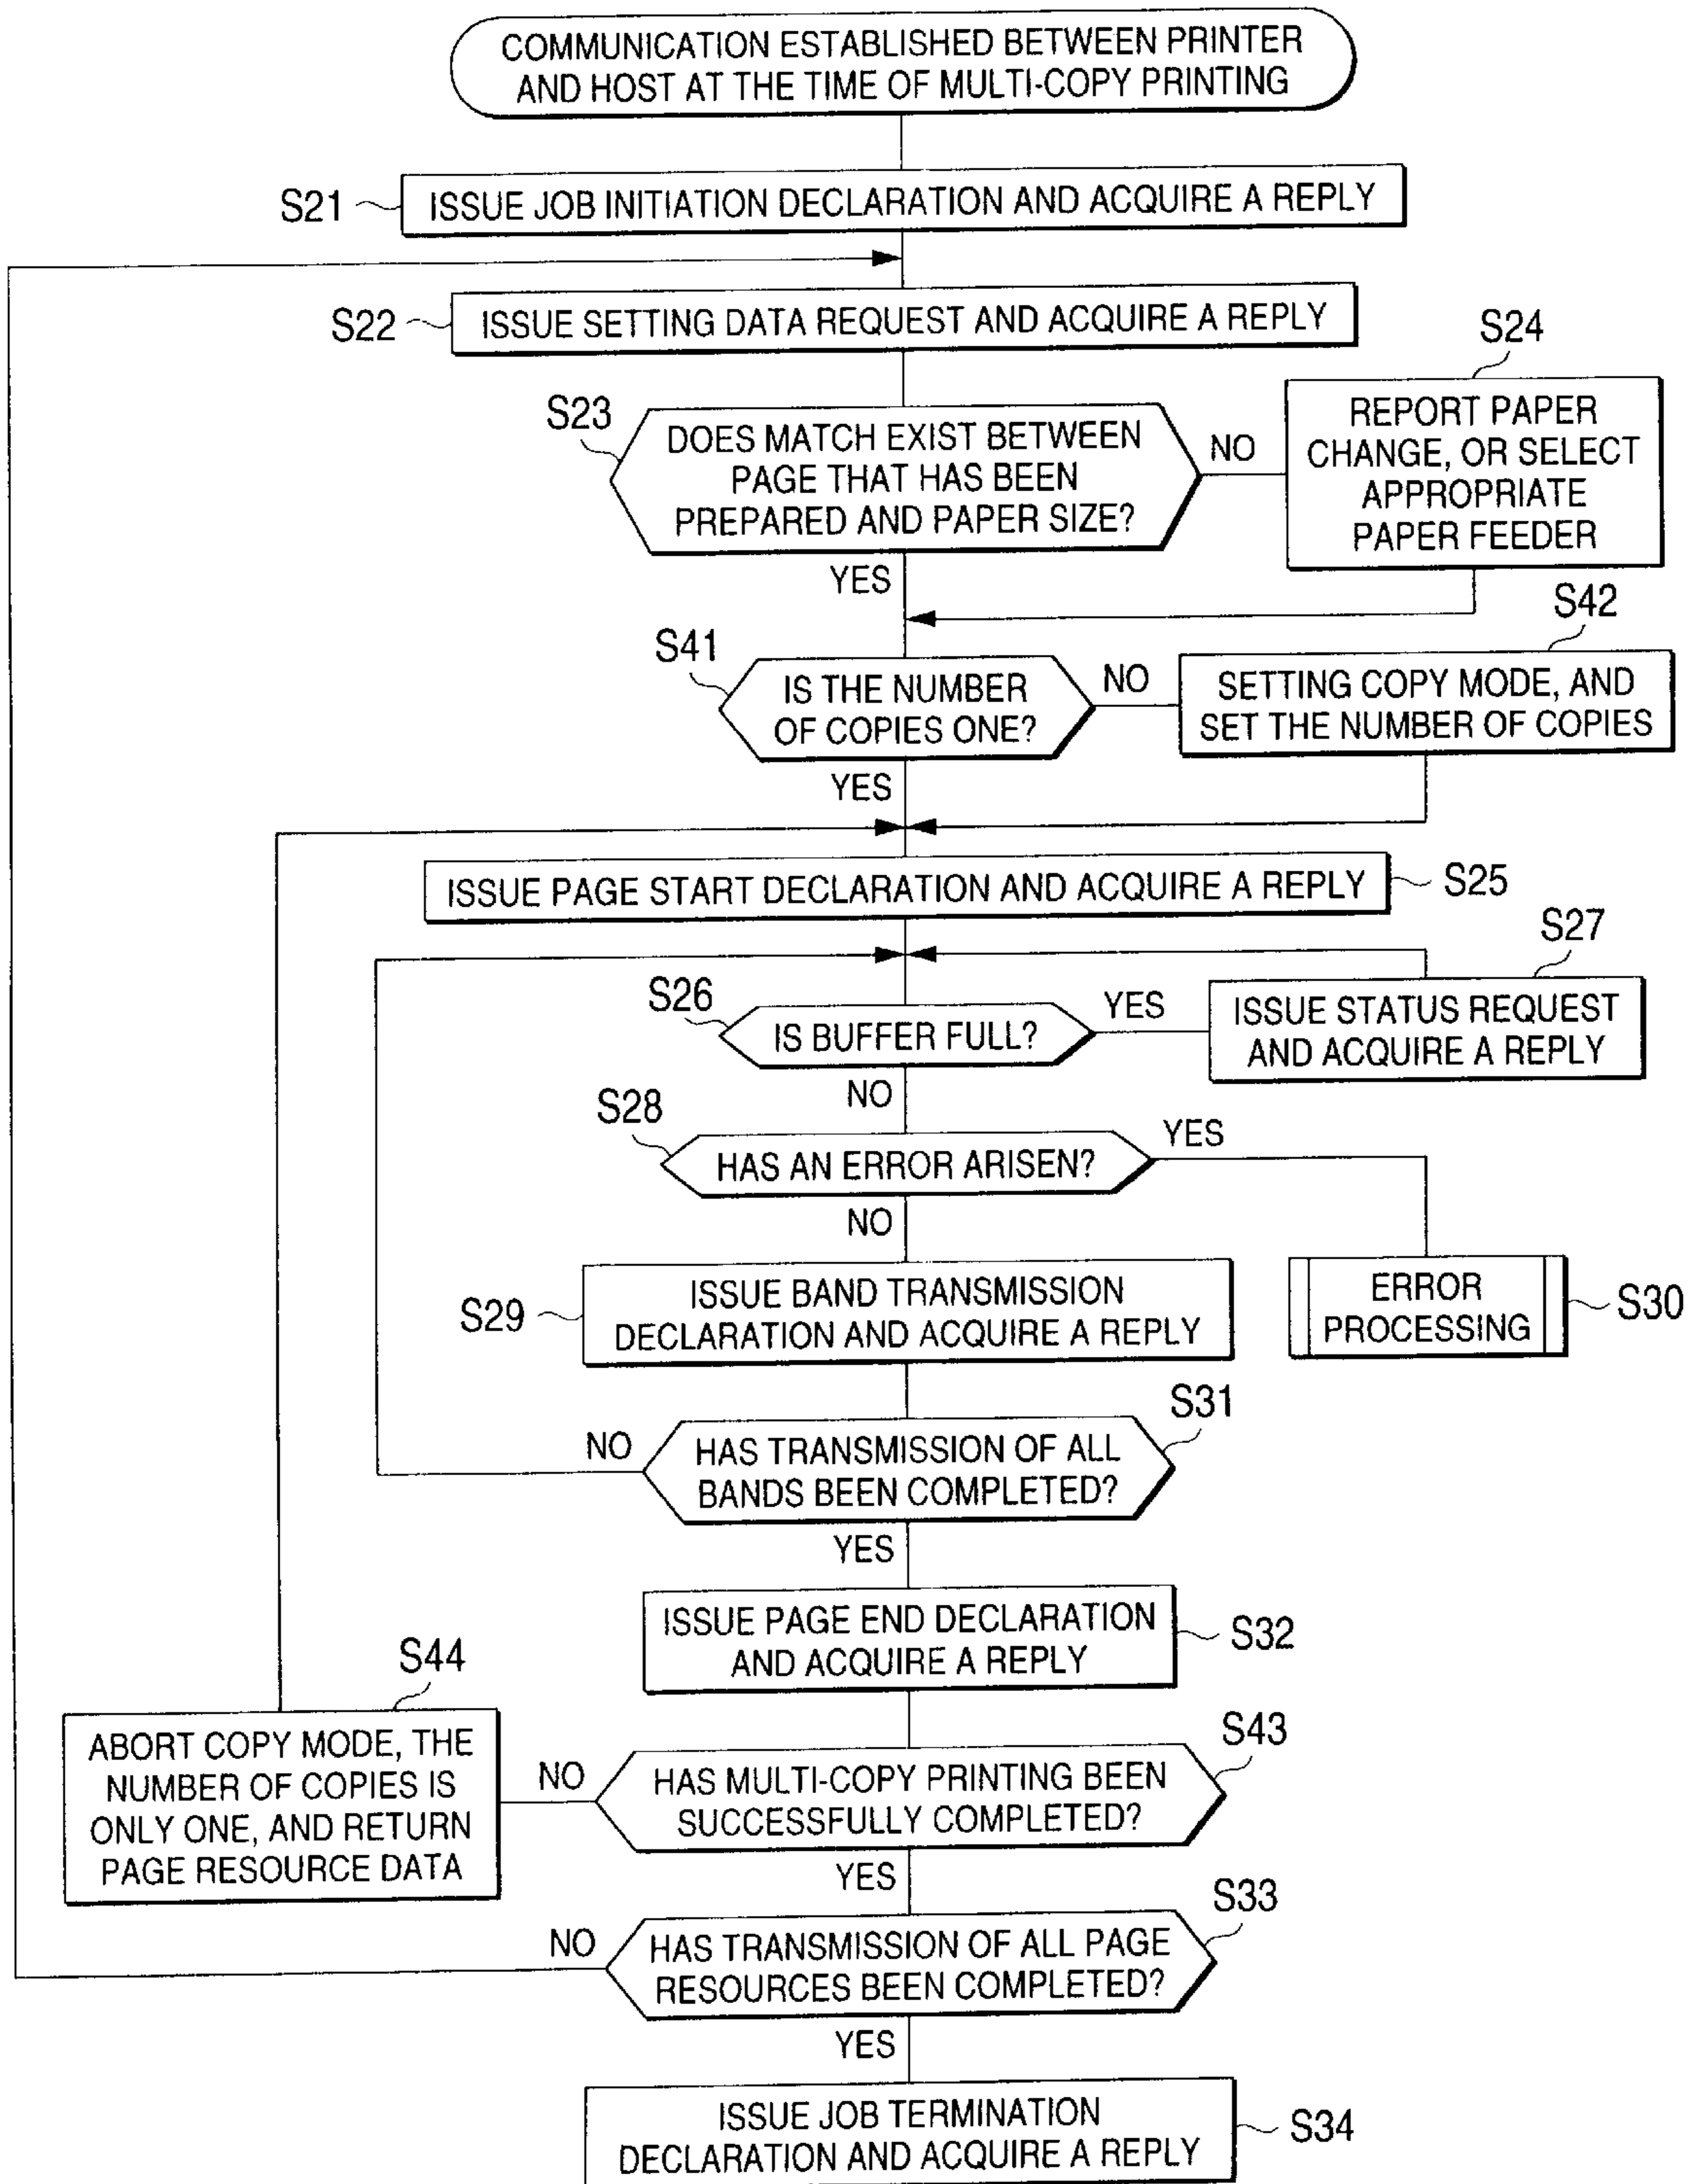 COMMUNICATION ESTABLISHED BETWEEN PRINTER
AND HOST AT THE TIME OF MULTI-COPY PRINTING
S21
ISSUE JOB INITIATION DECLARATION AND ACQUIRE A REPLY
S22
ISSUE SETTING DATA REQUEST AND ACQUIRE A REPLY
S23
DOES MATCH EXIST BETWEEN
PAGE THAT HAS BEEN
PREPARED AND PAPER SIZE?
NO
S24
REPORT PAPER
CHANGE, OR SELECT
APPROPRIATE
PAPER FEEDER
YES
S41
IS THE NUMBER
OF COPIES ONE?
NO
S42
SETTING COPY MODE, AND
SET THE NUMBER OF COPIES
YES
ISSUE PAGE START DECLARATION AND ACQUIRE A REPLY
S25
S26
IS BUFFER FULL?
YES
S27
ISSUE STATUS REQUEST
AND ACQUIRE A REPLY
NO
S28
HAS AN ERROR ARISEN?
YES
NO
S29
ISSUE BAND TRANSMISSION
DECLARATION AND ACQUIRE A REPLY
ERROR
PROCESSING
S30
S31
NO
HAS TRANSMISSION OF ALL
BANDS BEEN COMPLETED?
YES
ISSUE PAGE END DECLARATION
AND ACQUIRE A REPLY
S32
S44
ABORT COPY MODE, THE
NUMBER OF COPIES IS
ONLY ONE, AND RETURN
PAGE RESOURCE DATA
NO
S43
HAS MULTI-COPY PRINTING BEEN
SUCCESSFULLY COMPLETED?
YES
S33
NO
HAS TRANSMISSION OF ALL PAGE
RESOURCES BEEN COMPLETED?
YES
ISSUE JOB TERMINATION
DECLARATION AND ACQUIRE A REPLY
S34